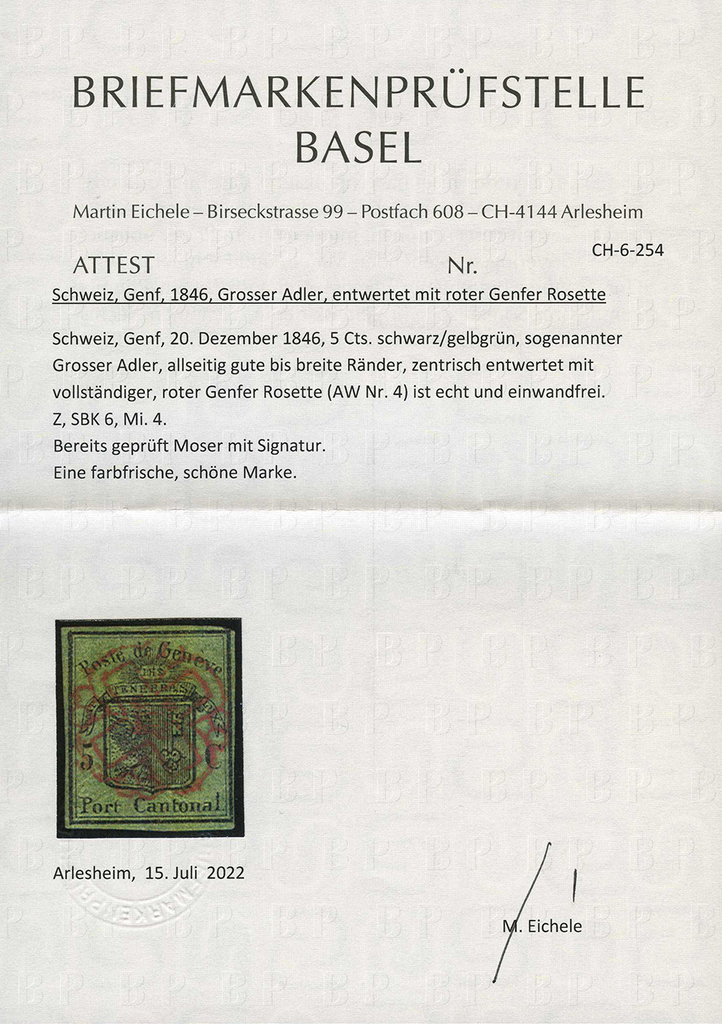 BRIEFMARKENPRÜFSTELLE
BASEL
Martin Eichele – Birseckstrasse 99 – Postfach 608 – CH-4144 Arlesheim
ATTEST Nr. CH-6-254
Schweiz, Genf, 1846, Grosser Adler, entwertet mit roter Genfer Rosette
Schweiz, Genf, 20. Dezember 1846, 5 Cts. schwarz/gelbgrün, sogenannter
Grosser Adler, allseitig gute bis breite Ränder, zentrisch entwertet mit
vollständiger, roter Genfer Rosette (AW Nr. 4) ist echt und einwandfrei.
Z, SBK 6, Mi. 4.
Bereits geprüft Moser mit Signatur.
Eine farbfrische, schöne Marke.
Poste de Geneve
IHS
TENEBRAS
5 C
Port Cantonal
Arlesheim, 15. Juli 2022
M. Eichele
BP